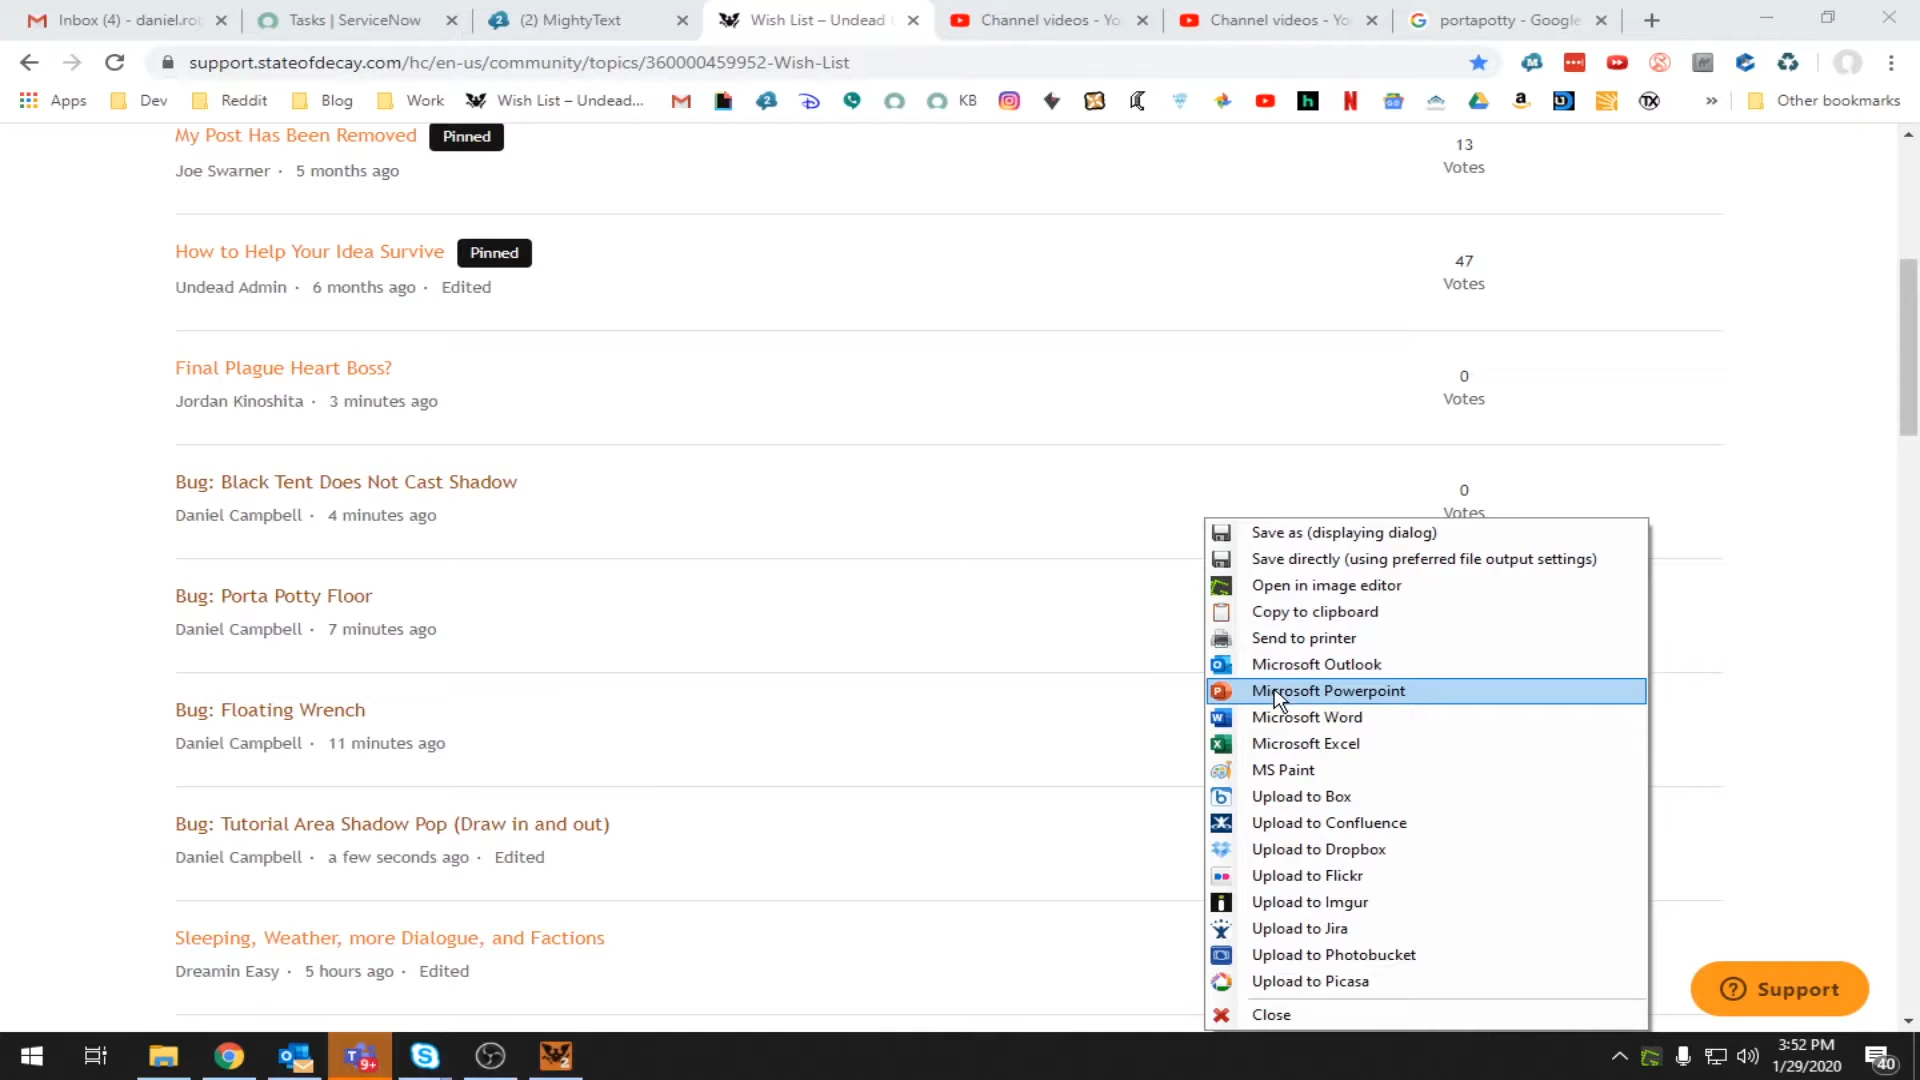 Inbox (4) - daniel.ro
Tasks | ServiceNow
(2) MightyText
Wish List – Undead
Channel videos - Yo
Channel videos - Yo
portapotty - Google
support.stateofdecay.com/hc/en-us/community/topics/360000459952-Wish-List
Apps
Dev
Reddit
Blog
Work
Wish List – Undead...
KB
Other bookmarks
My Post Has Been Removed Pinned
Joe Swarner · 5 months ago
13
Votes
How to Help Your Idea Survive Pinned
Undead Admin · 6 months ago · Edited
47
Votes
Final Plague Heart Boss?
Jordan Kinoshita · 3 minutes ago
0
Votes
Bug: Black Tent Does Not Cast Shadow
Daniel Campbell · 4 minutes ago
0
Votes
Bug: Porta Potty Floor
Daniel Campbell · 7 minutes ago
Bug: Floating Wrench
Daniel Campbell · 11 minutes ago
Bug: Tutorial Area Shadow Pop (Draw in and out)
Daniel Campbell · a few seconds ago · Edited
Sleeping, Weather, more Dialogue, and Factions
Dreamin Easy · 5 hours ago · Edited
Save as (displaying dialog)
Save directly (using preferred file output settings)
Open in image editor
Copy to clipboard
Send to printer
Microsoft Outlook
Microsoft Powerpoint
Microsoft Word
Microsoft Excel
MS Paint
Upload to Box
Upload to Confluence
Upload to Dropbox
Upload to Flickr
Upload to Imgur
Upload to Jira
Upload to Photobucket
Upload to Picasa
Close
Support
9+
2
3:52 PM
1/29/2020
40